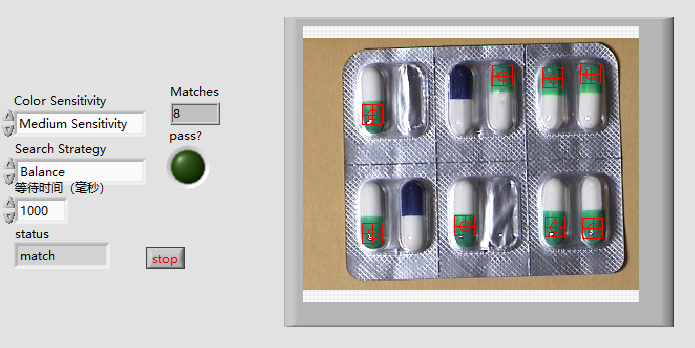 Color Sensitivity
Medium Sensitivity
Search Strategy
Balance
等待时间（毫秒）
1000
status
match
Matches
8
pass?
stop